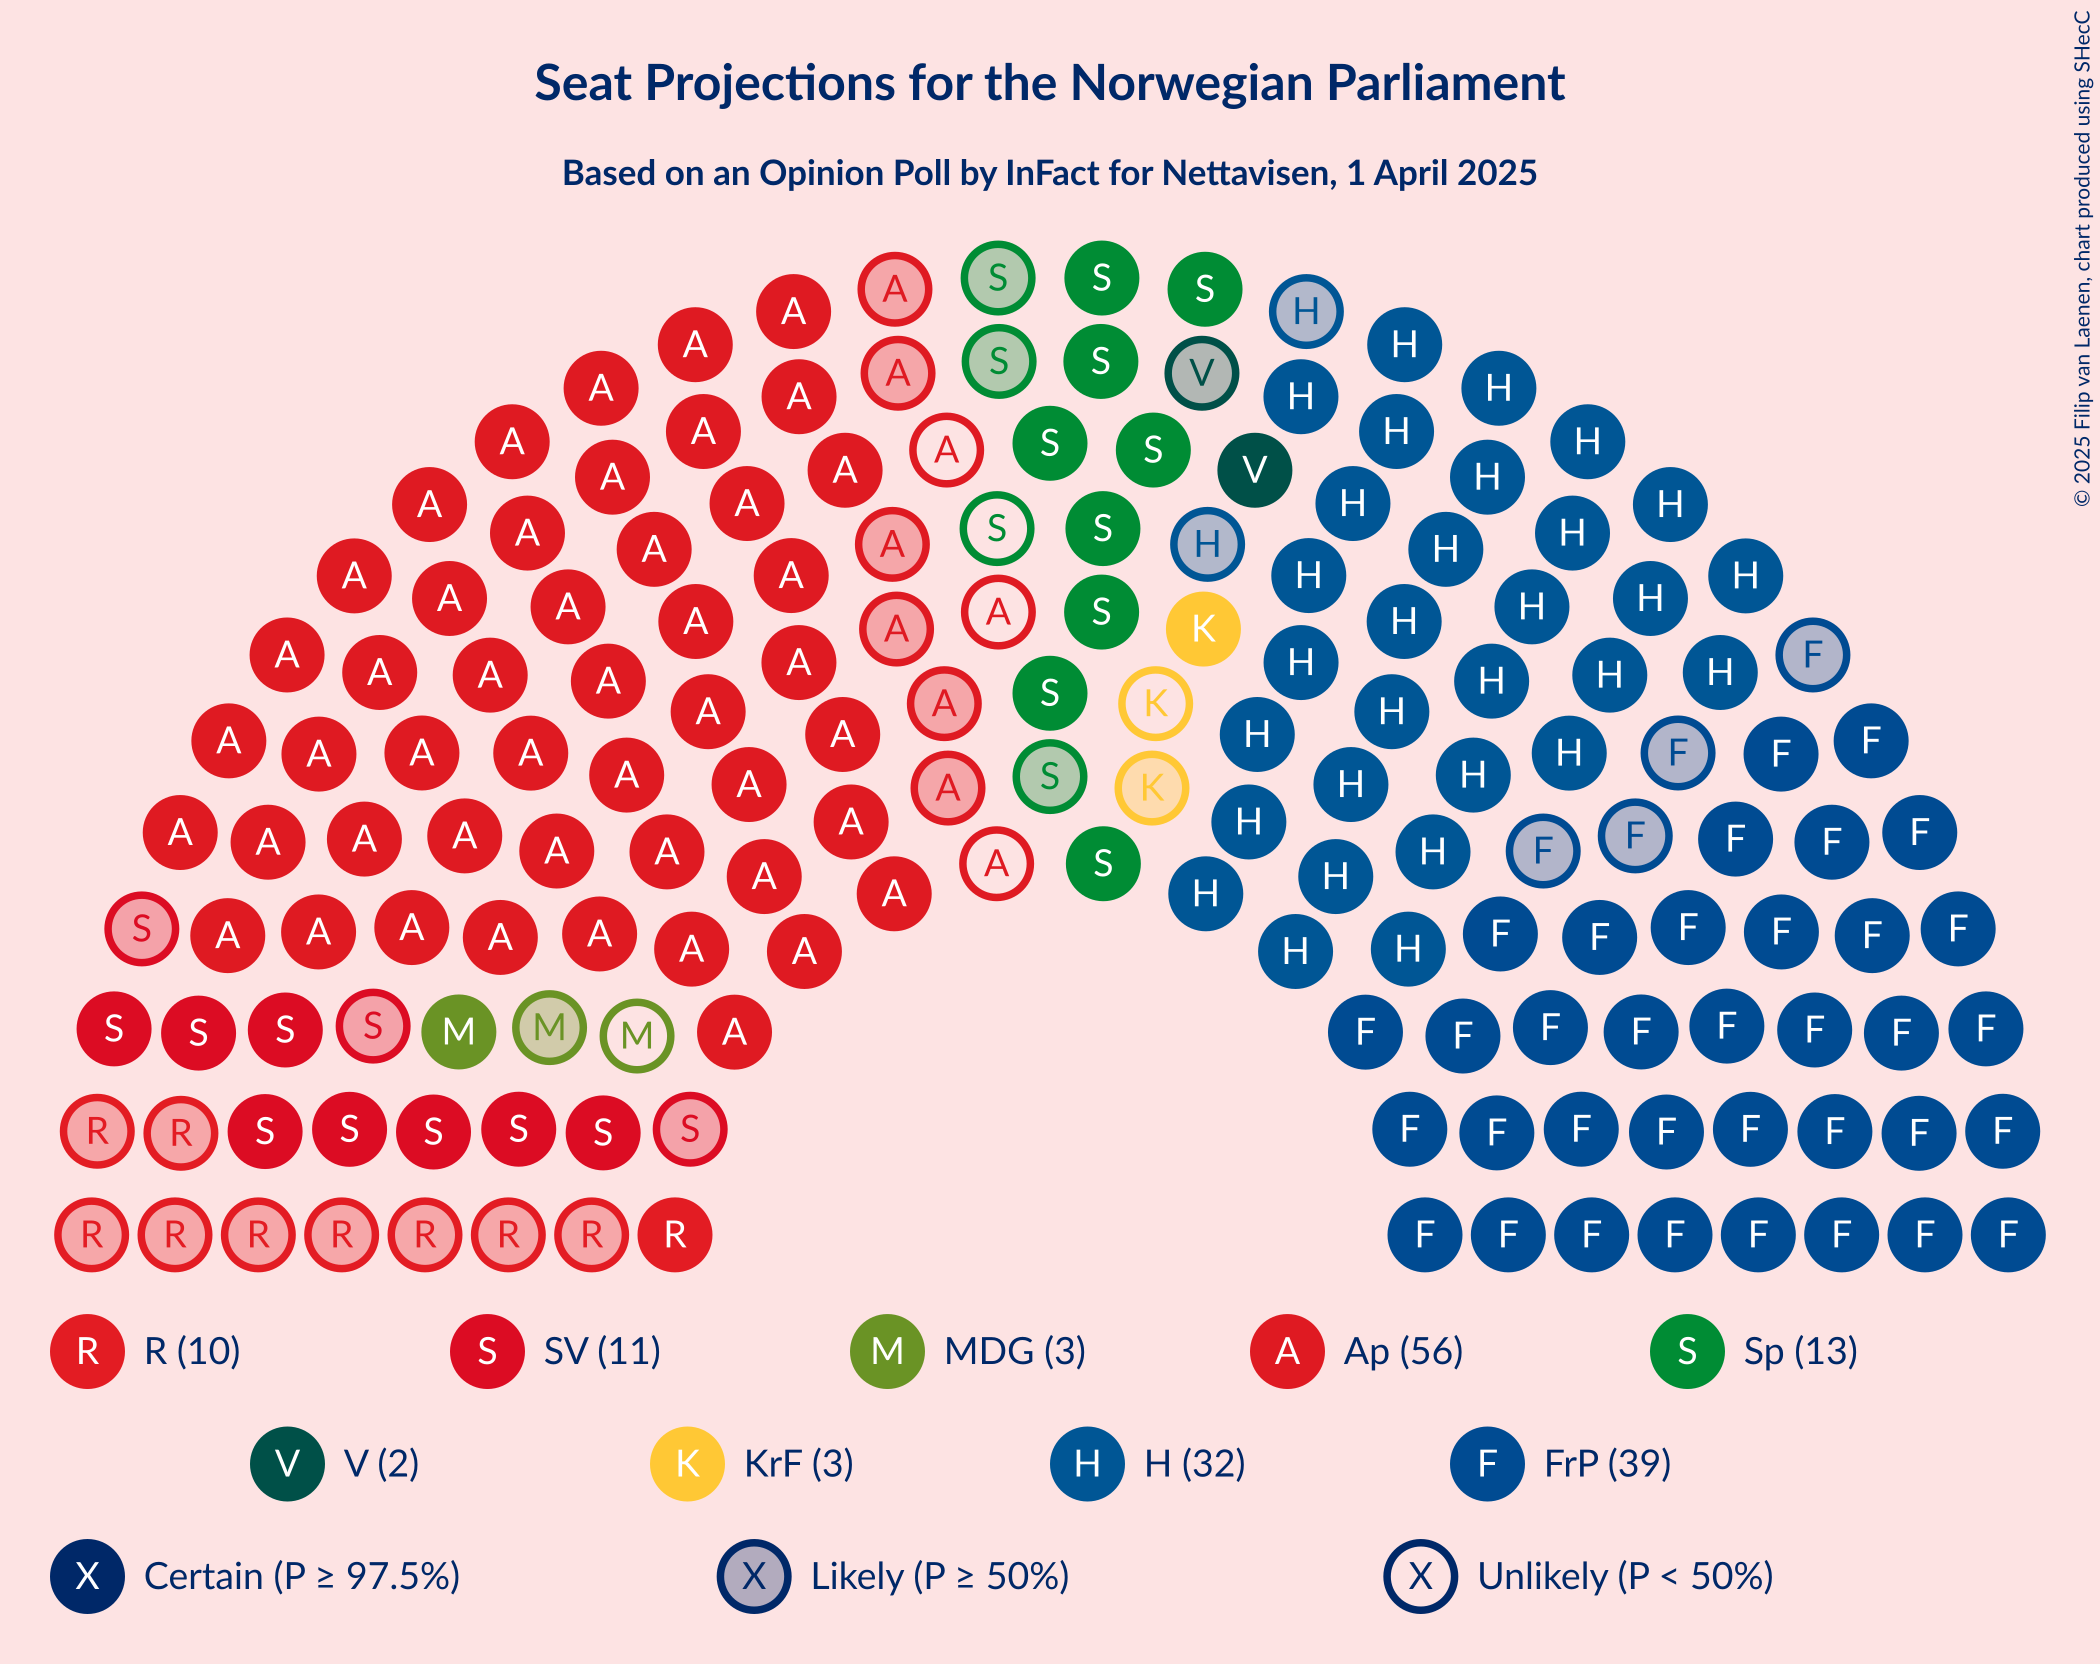 Seat Projections for the Norwegian Parliament
Based on an Opinion Poll by InFact for Nettavisen, 1 April 2025
© 2025 Filip van Laenen, chart produced using SHecC
S S
A S
A H
A H
S S
A V
A H
A H
A A H H
A S S H
A A V H
A A H H
A A H H
S S
A A H H
A A H H
A A H H
A A H H
A S H
A A K H
A A H H
A A H H
A A H F
A A H H
A A H H
S
A K
A A H H
A A H H
A A H F
A A H F
A A H F
S
A K
A A H H
A A H F
A A H F
A A F F
A A H F
A S
A A H H
A A H H
S A A A A A A A H H F F F F F F
S S S S M M M A F F F F F F F F
R R S S S S S S F F F F F F F F
R R R R R R R R F F F F F F F F
R R (10) S SV (11) M MDG (3) A Ap (56) S Sp (13)
V V (2) K KrF (3) H H (32) F FrP (39)
X Certain (P ≥ 97.5%) X Likely (P ≥ 50%) X Unlikely (P < 50%)